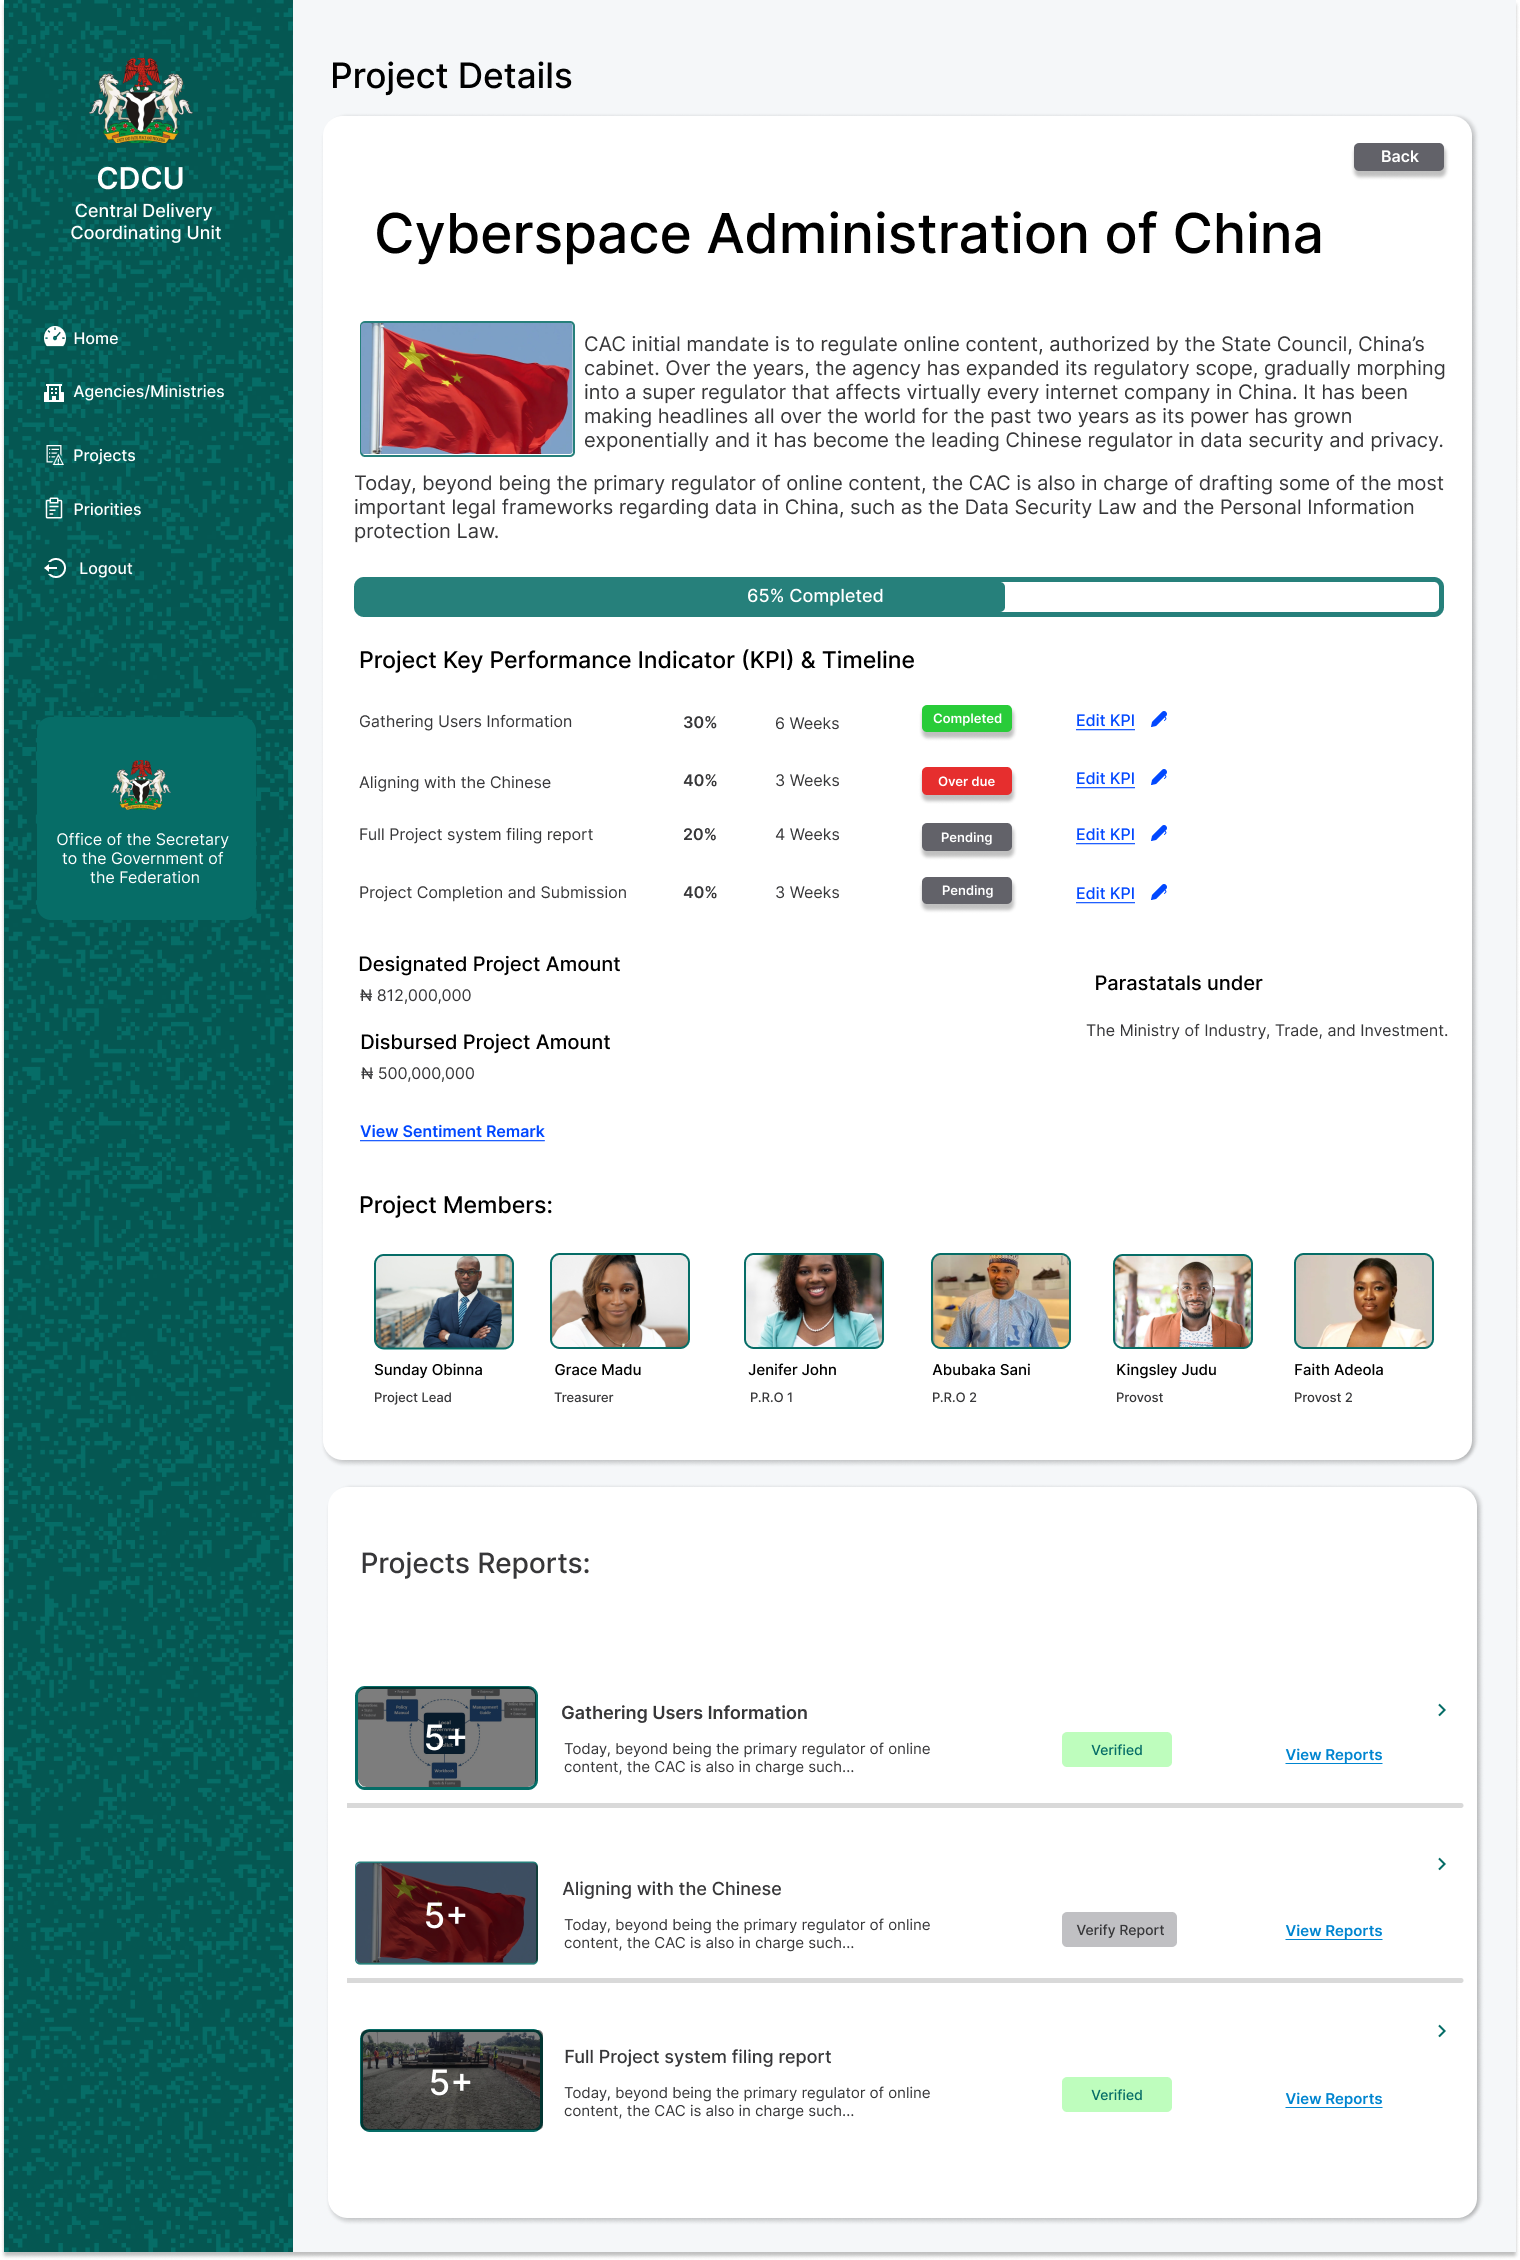 CDCU
Central Delivery
Coordinating Unit
Home
Agencies/Ministries
Projects
Priorities
Logout
Office of the Secretary
to the Government of
the Federation
Project Details
Back
Cyberspace Administration of China
CAC initial mandate is to regulate online content, authorized by the State Council, China’s
cabinet. Over the years, the agency has expanded its regulatory scope, gradually morphing
into a super regulator that affects virtually every internet company in China. It has been
making headlines all over the world for the past two years as its power has grown
exponentially and it has become the leading Chinese regulator in data security and privacy.
Today, beyond being the primary regulator of online content, the CAC is also in charge of drafting some of the most
important legal frameworks regarding data in China, such as the Data Security Law and the Personal Information
protection Law.
65% Completed
Project Key Performance Indicator (KPI) & Timeline
Gathering Users Information 30% 6 Weeks Completed Edit KPI
Aligning with the Chinese 40% 3 Weeks Over due Edit KPI
Full Project system filing report 20% 4 Weeks Pending Edit KPI
Project Completion and Submission 40% 3 Weeks Pending Edit KPI
Designated Project Amount
₦ 812,000,000
Parastatals under
The Ministry of Industry, Trade, and Investment.
Disbursed Project Amount
₦ 500,000,000
View Sentiment Remark
Project Members:
Sunday Obinna Grace Madu Jenifer John Abubaka Sani Kingsley Judu Faith Adeola
Project Lead Treasurer P.R.O 1 P.R.O 2 Provost Provost 2
Projects Reports:
Policy
Manual
Management
Guide
Workbook
5+
Gathering Users Information
Today, beyond being the primary regulator of online
content, the CAC is also in charge such...
Verified
View Reports
5+
Aligning with the Chinese
Today, beyond being the primary regulator of online
content, the CAC is also in charge such...
Verify Report
View Reports
5+
Full Project system filing report
Today, beyond being the primary regulator of online
content, the CAC is also in charge such...
Verified
View Reports